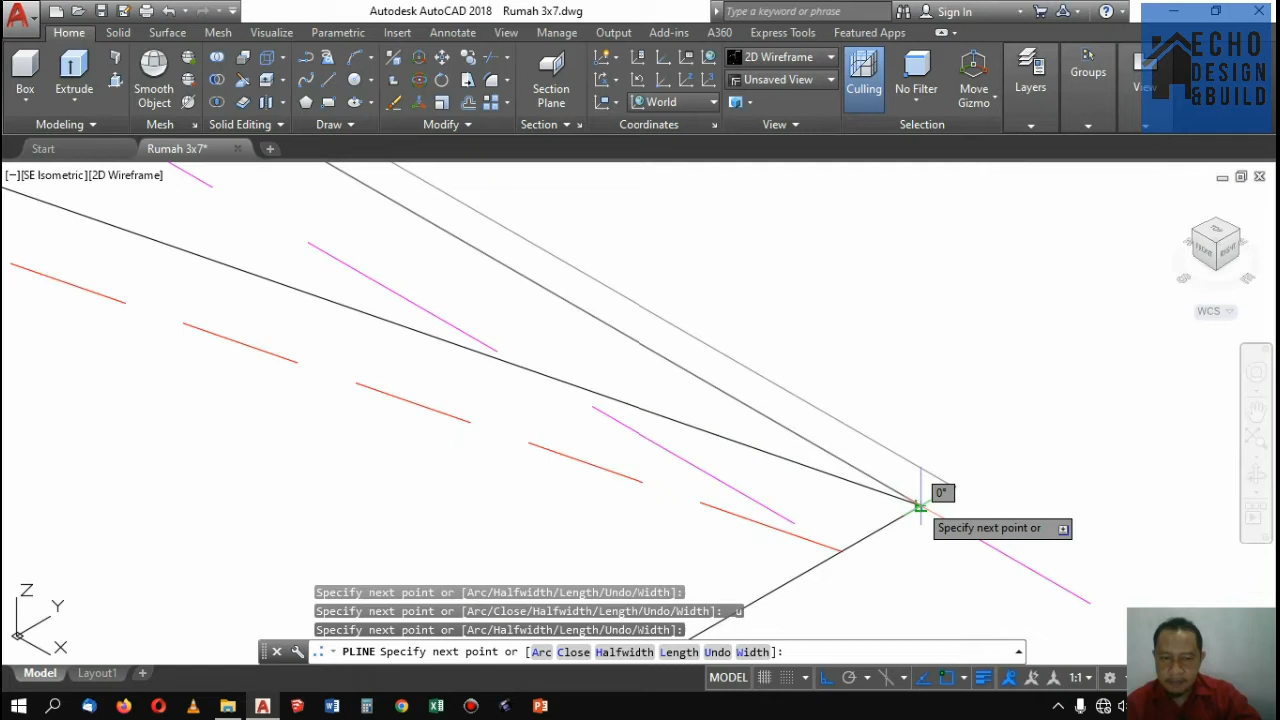 Autodesk AutoCAD 2018 Rumah 3x7.dwg
Type a keyword or phrase
Sign In
Home Solid Surface Mesh Visualize Parametric Insert Annotate View Manage Output Add-ins A360 Express Tools Featured Apps
ECHO
DESIGN
&BUILD
2D Wireframe
Unsaved View
World
Box
Extrude
Smooth
Object
Section
Plane
Culling
No Filter
Move
Gizmo
Layers
Groups
View
Modeling
Mesh
Solid Editing
Draw
Modify
Section
Coordinates
View
Selection
Start
Rumah 3x7*
[−][SE Isometric][2D Wireframe]
TOP
FRONT
RIGHT
WCS
0°
Specify next point or
Z
Y
X
Specify next point or [Arc/Halfwidth/Length/Undo/Width]:
Specify next point or [Arc/Close/Halfwidth/Length/Undo/Width]: u
Specify next point or [Arc/Halfwidth/Length/Undo/Width]:
PLINE Specify next point or [Arc Close Halfwidth Length Undo Width]:
Model
Layout1
MODEL
1:1